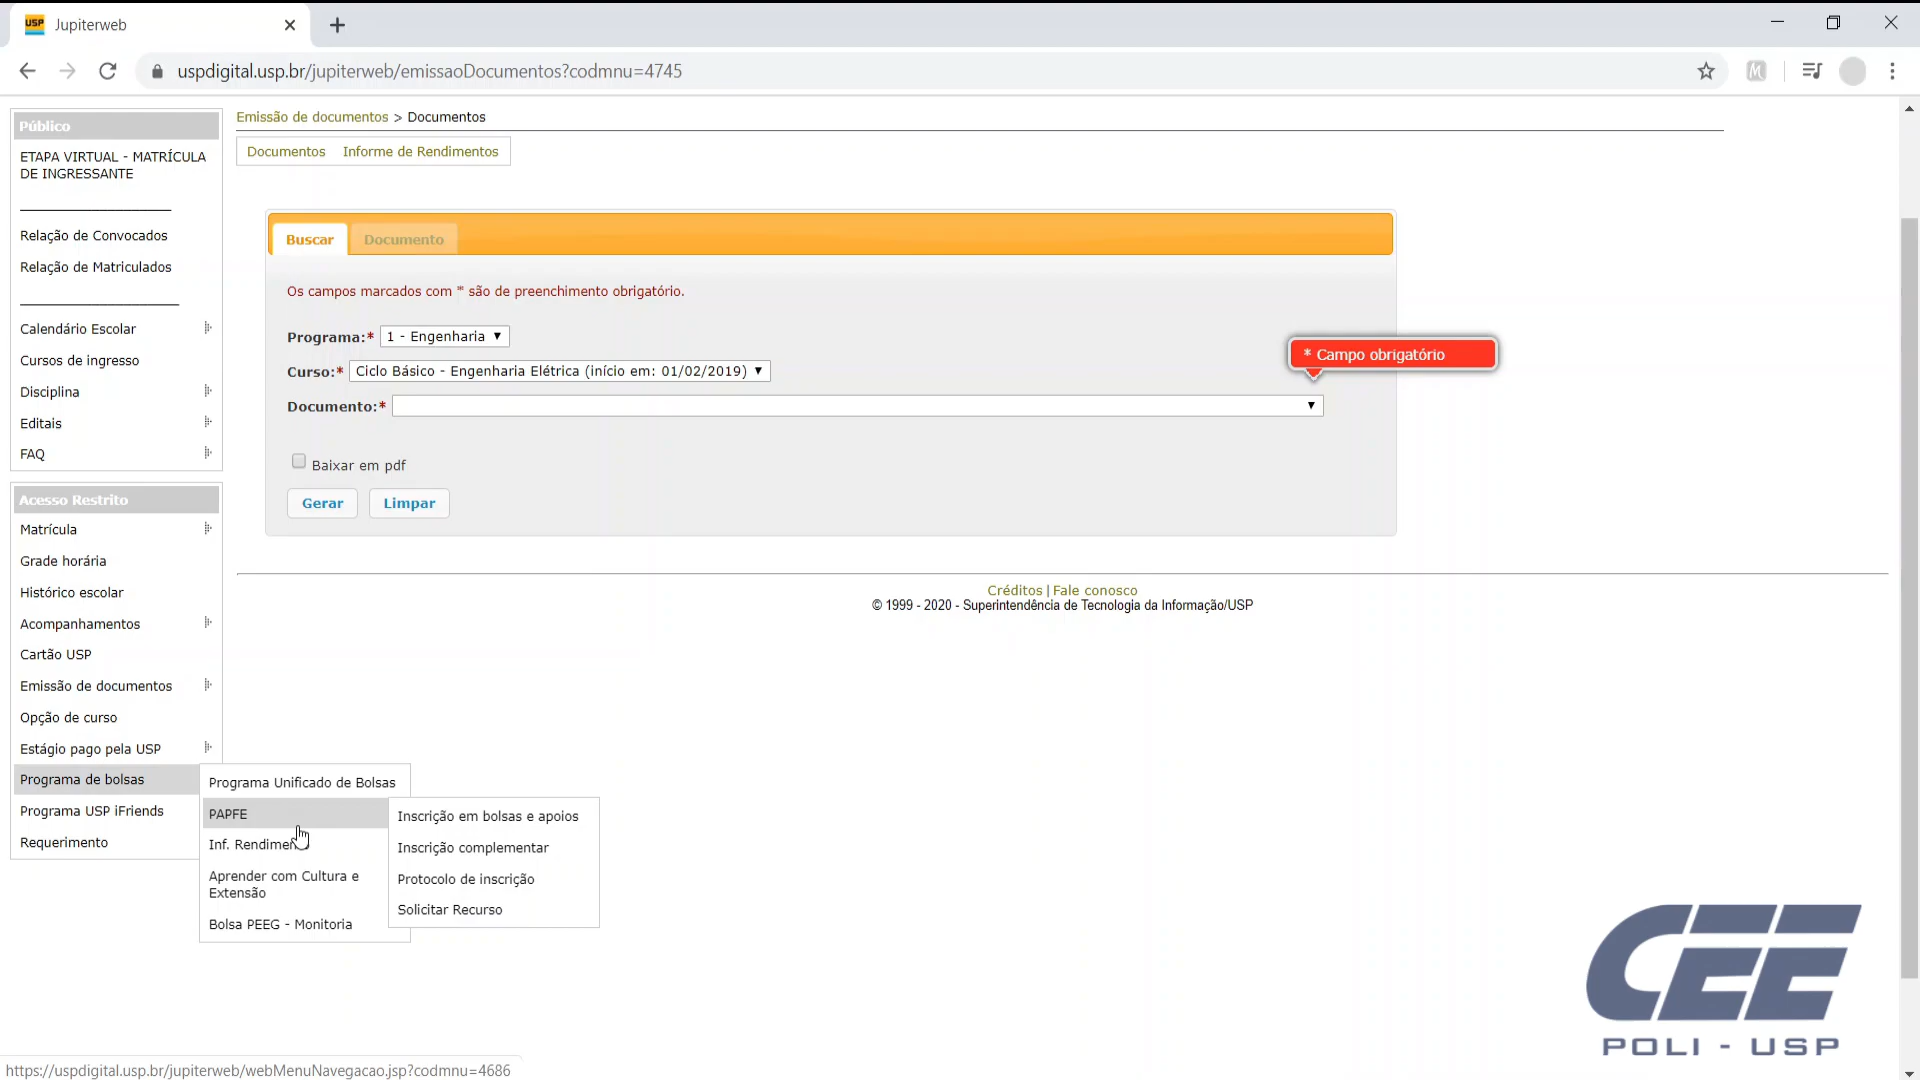 USP
Jupiterweb
uspdigital.usp.br/jupiterweb/emissaoDocumentos?codmnu=4745
M
Público
ETAPA VIRTUAL - MATRÍCULA
DE INGRESSANTE
Relação de Convocados
Relação de Matriculados
Calendário Escolar
Cursos de ingresso
Disciplina
Editais
FAQ
Acesso Restrito
Matrícula
Grade horária
Histórico escolar
Acompanhamentos
Cartão USP
Emissão de documentos
Opção de curso
Estágio pago pela USP
Programa de bolsas
Programa USP iFriends
Requerimento
Programa Unificado de Bolsas
PAPFE
Inf. Rendimen
Aprender com Cultura e
Extensão
Bolsa PEEG - Monitoria
Inscrição em bolsas e apoios
Inscrição complementar
Protocolo de inscrição
Solicitar Recurso
Emissão de documentos > Documentos
Documentos Informe de Rendimentos
Buscar Documento
Os campos marcados com * são de preenchimento obrigatório.
Programa:* 1 - Engenharia
* Campo obrigatório
Curso:* Ciclo Básico - Engenharia Elétrica (início em: 01/02/2019)
Documento:*
Baixar em pdf
Gerar Limpar
Créditos | Fale conosco
© 1999 - 2020 - Superintendência de Tecnologia da Informação/USP
CEE
POLI - USP
https://uspdigital.usp.br/jupiterweb/webMenuNavegacao.jsp?codmnu=4686